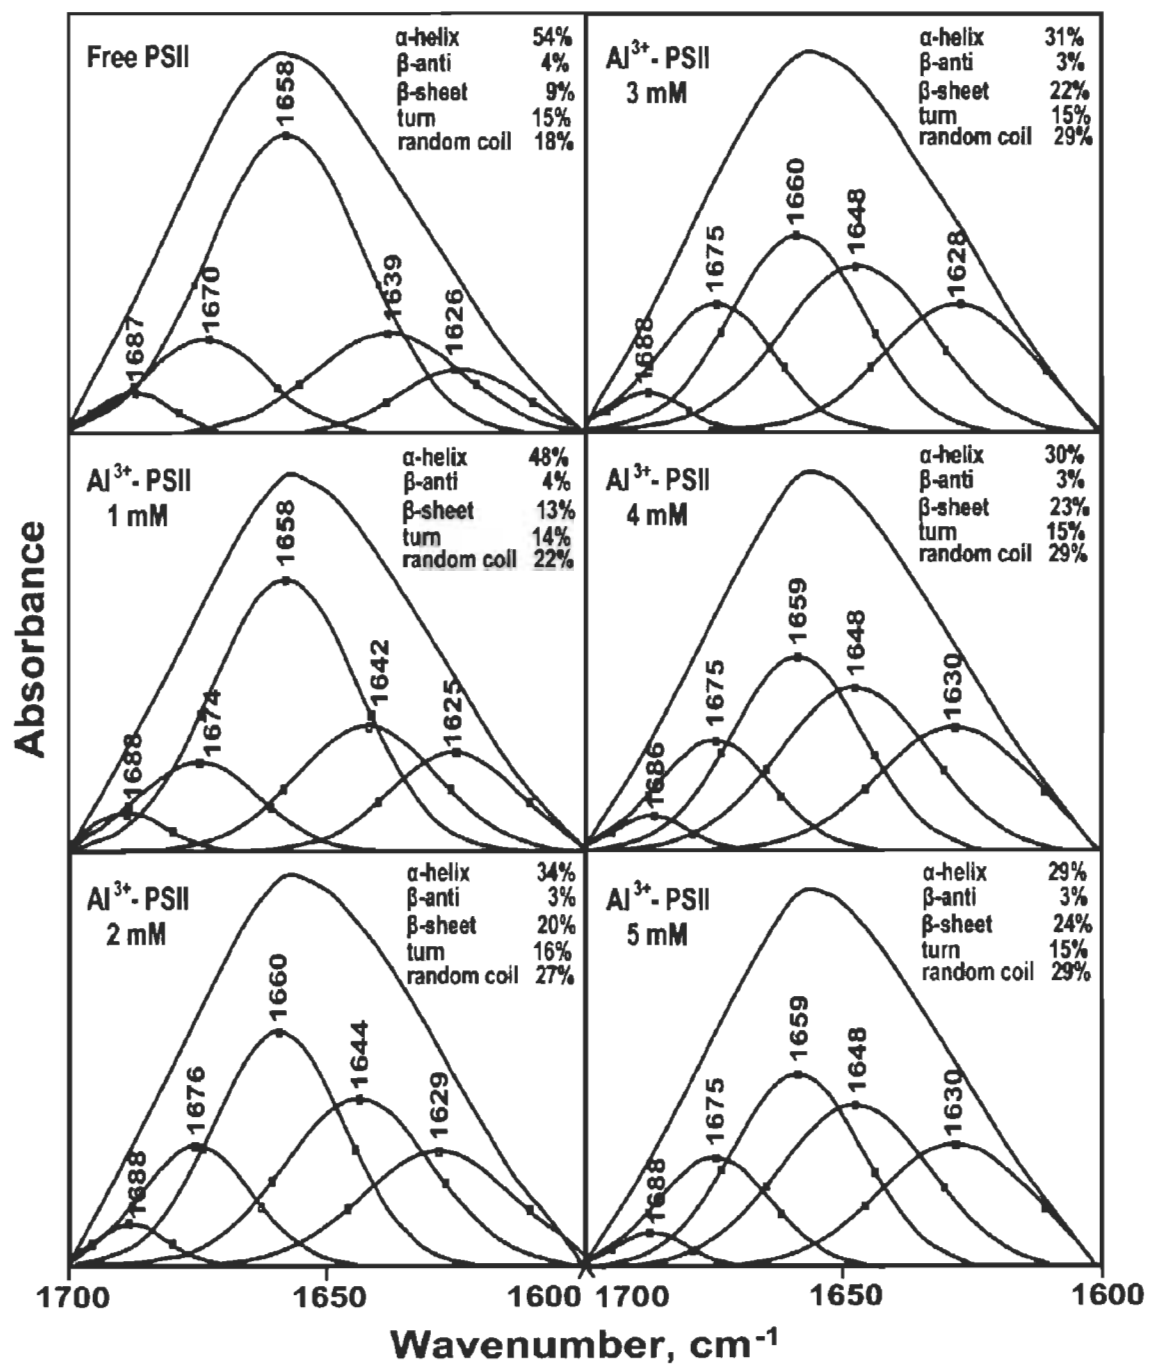 Free PSII
α-helix 54%
β-anti 4%
β-sheet 9%
turn 15%
random coil 18%
1687
1670
1658
1639
1626
Al³⁺- PSII
3 mM
α-helix 31%
β-anti 3%
β-sheet 22%
turn 15%
random coil 29%
1688
1675
1660
1648
1628
Al³⁺- PSII
1 mM
α-helix 48%
β-anti 4%
β-sheet 13%
turn 14%
random coil 22%
1688
1674
1658
1642
1625
Al³⁺- PSII
4 mM
α-helix 30%
β-anti 3%
β-sheet 23%
turn 15%
random coil 29%
1686
1675
1659
1648
1630
Al³⁺- PSII
2 mM
α-helix 34%
β-anti 3%
β-sheet 20%
turn 16%
random coil 27%
1688
1676
1660
1644
1629
Al³⁺- PSII
5 mM
α-helix 29%
β-anti 3%
β-sheet 24%
turn 15%
random coil 29%
1688
1675
1659
1648
1630
Absorbance
1700 1650 1600 1700 1650 1600
Wavenumber, cm⁻¹